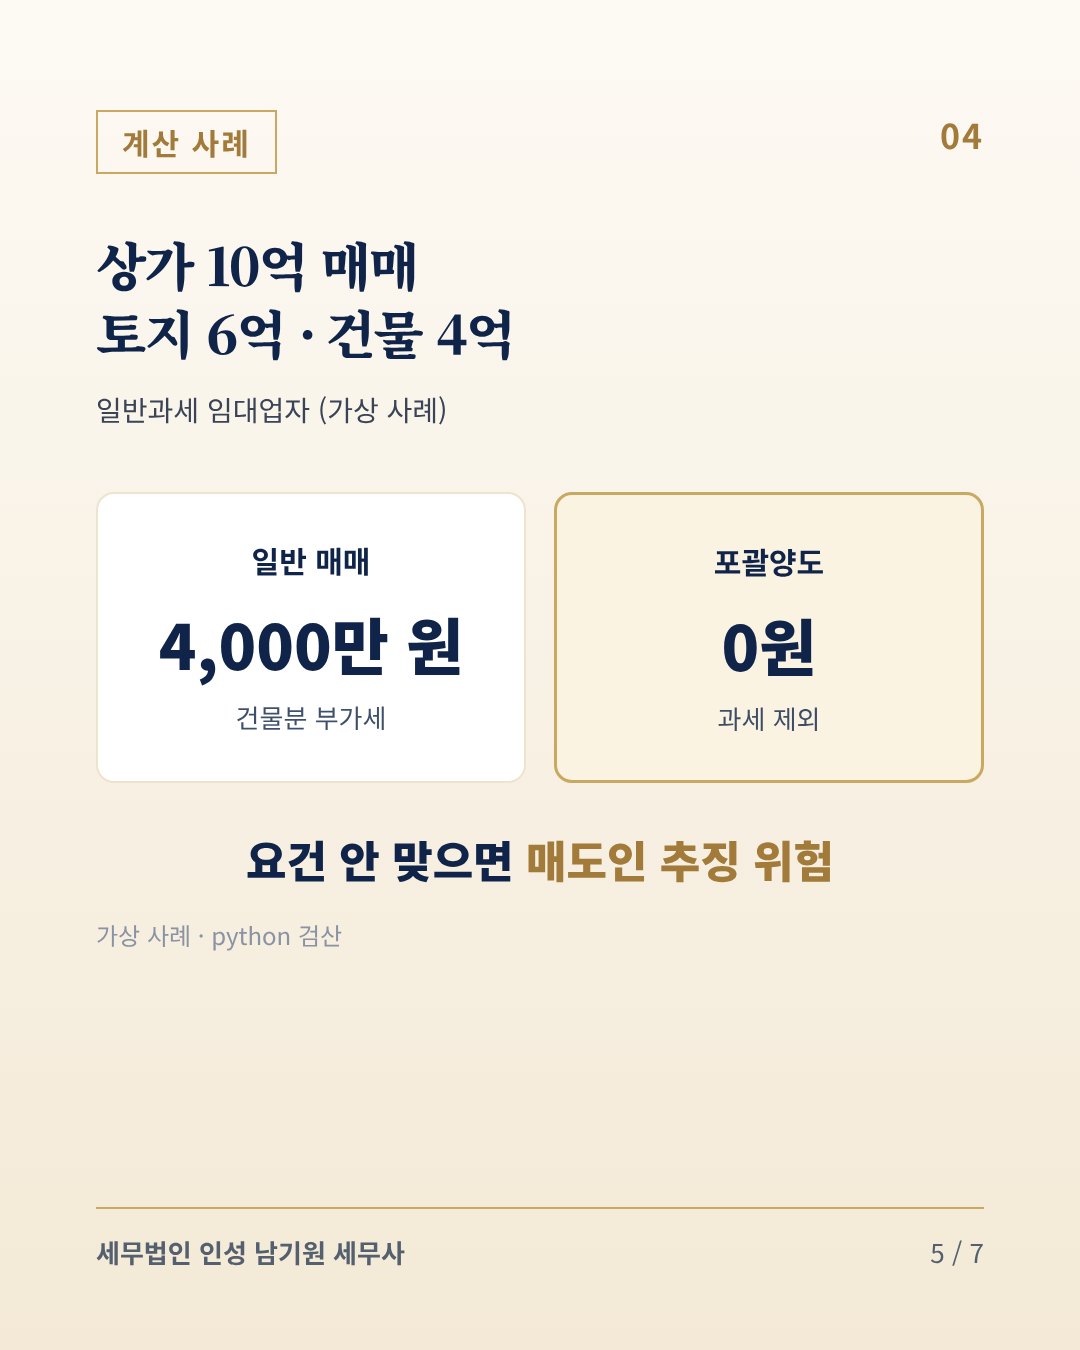 계산 사례
04
상가 10억 매매
토지 6억 · 건물 4억
일반과세 임대업자 (가상 사례)
일반 매매
4,000만 원
건물분 부가세
포괄양도
0원
과세 제외
요건 안 맞으면 매도인 추징 위험
가상 사례 · python 검산
세무법인 인성 남기원 세무사
5 / 7